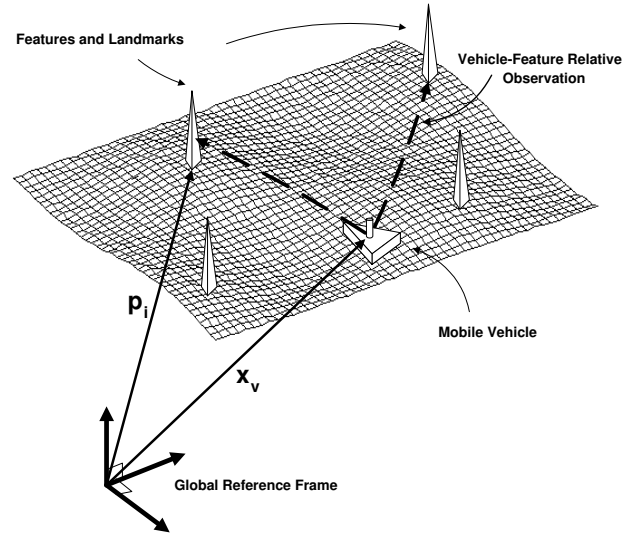 Features and Landmarks
Vehicle-Feature Relative
Observation
p i
Mobile Vehicle
x v
Global Reference Frame